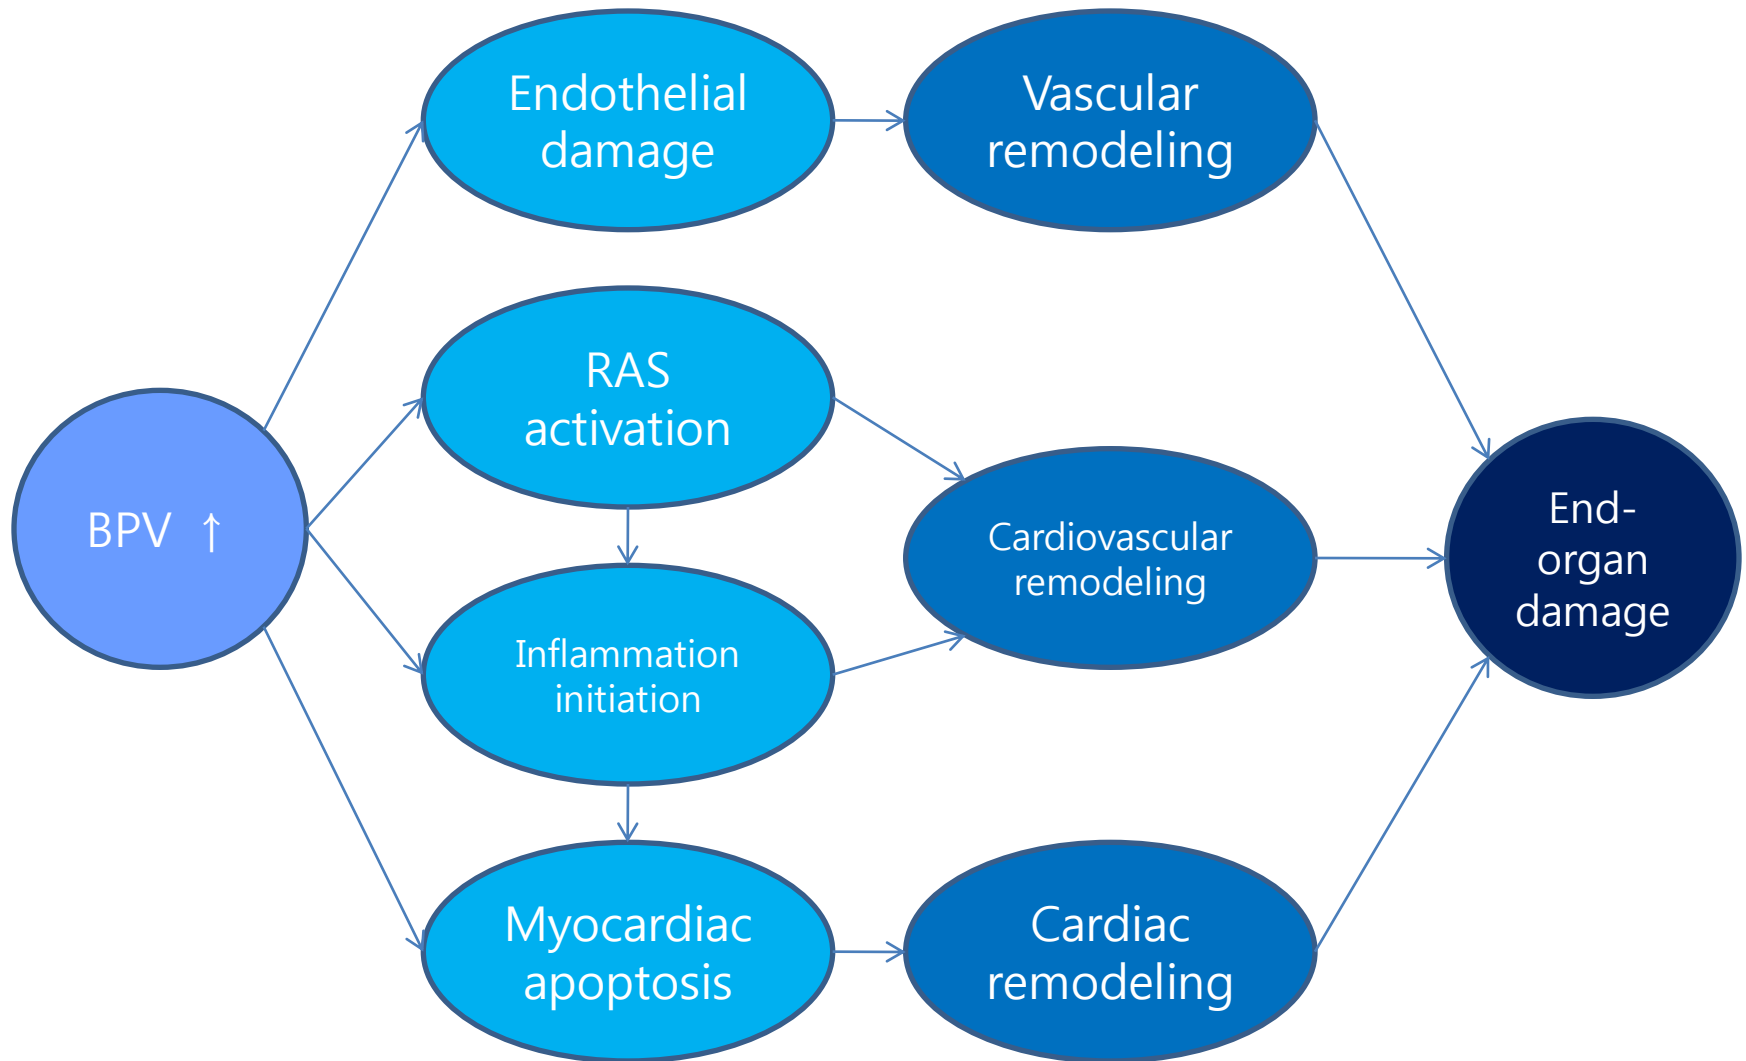 Endothelial
damage
Vascular
remodeling
RAS
activation
BPV ↑
Cardiovascular
remodeling
End-
organ
damage
Inflammation
initiation
Myocardiac
apoptosis
Cardiac
remodeling